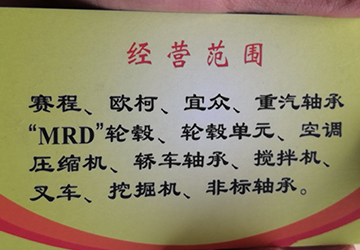 经营范围
赛程、欧柯、宜众、重汽轴承
“MRD”轮毂、轮毂单元、空调
压缩机、轿车轴承、搅拌机、
叉车、挖掘机、非标轴承。